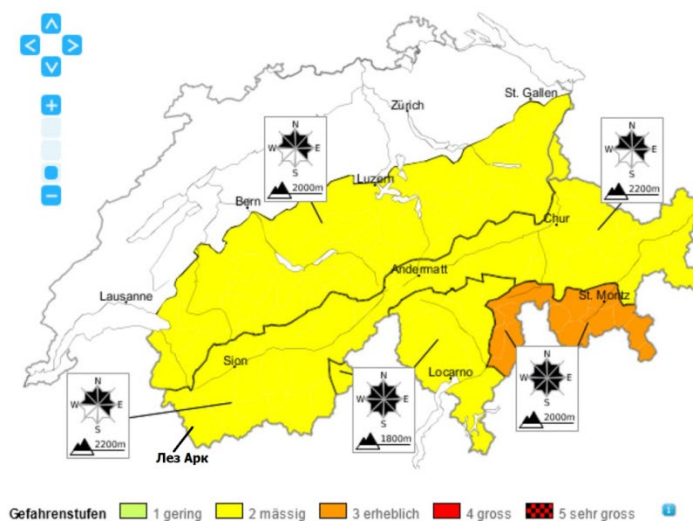 St. Gallen
Zürich
N
W E
S
2000m
N
W E
S
2200m
Luzern
Bern
Chur
Andermatt
Lausanne
St. Moritz
Sion
Locarno
N
W E
S
2200m
N
W E
S
1800m
N
W E
S
2000m
Лез Арк
Gefahrenstufen 1 gering 2 mässig 3 erheblich 4 gross 5 sehr gross i